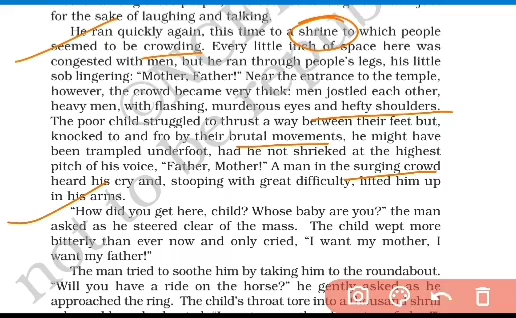 for the sake of laughing and talking.
He ran quickly again, this time to a shrine to which people
seemed to be crowding. Every little inch of space here was
congested with men, but he ran through people's legs, his little
sob lingering: "Mother, Father!" Near the entrance to the temple,
however, the crowd became very thick: men jostled each other,
heavy men, with flashing, murderous eyes and hefty shoulders.
The poor child struggled to thrust a way between their feet but,
knocked to and fro by their brutal movements, he might have
been trampled underfoot, had he not shrieked at the highest
pitch of his voice, "Father, Mother!" A man in the surging crowd
heard his cry and, stooping with great difficulty, lifted him up
in his arms.
"How did you get here, child? Whose baby are you?" the man
asked as he steered clear of the mass. The child wept more
bitterly than ever now and only cried, "I want my mother, I
want my father!"
The man tried to soothe him by taking him to the roundabout.
"Will you have a ride on the horse?" he gently asked as he
approached the ring. The child's throat tore into a thousand shrill
not to be republished